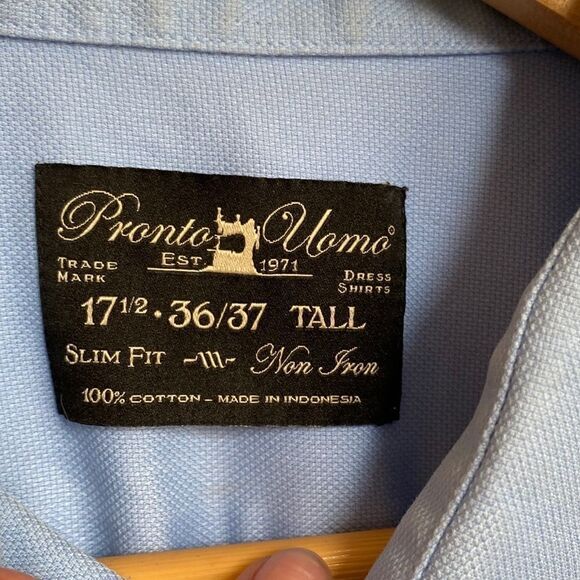 Pronto Uomo®
TRADE MARK EST. 1971 DRESS SHIRTS
17 1/2 • 36/37 TALL
SLIM FIT Non Iron
100% COTTON – MADE IN INDONESIA